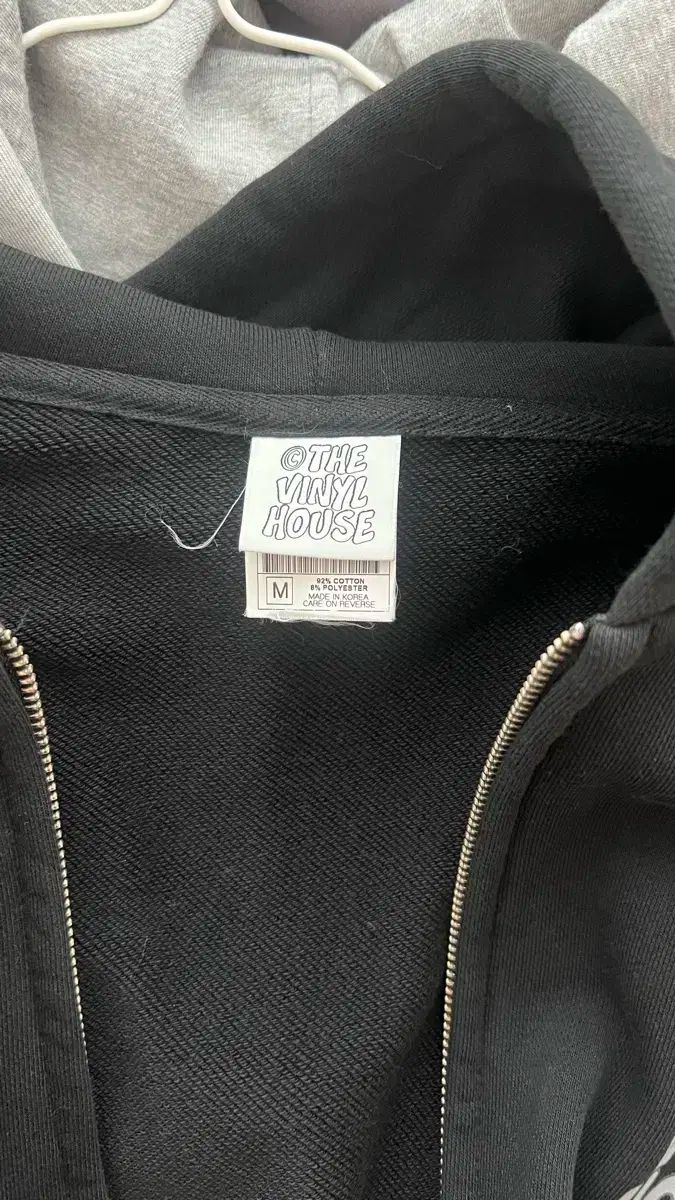 © THE
VINYL
HOUSE
M
92% COTTON
8% POLYESTER
MADE IN KOREA
CARE ON REVERSE